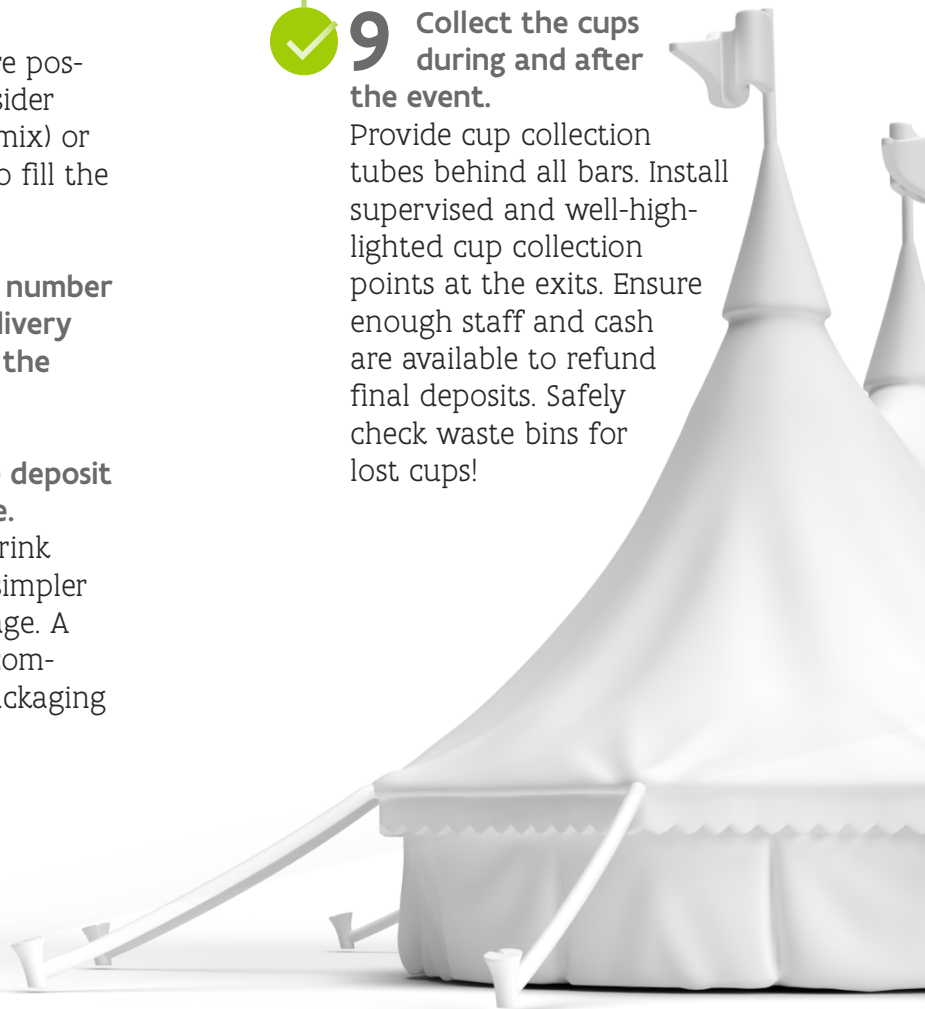 re pos-
sider
mix) or
o fill the
number
livery
the
deposit
e.
rink
simpler
age. A
com-
ackaging
9 Collect the cups
during and after
the event.
Provide cup collection
tubes behind all bars. Install
supervised and well-high-
lighted cup collection
points at the exits. Ensure
enough staff and cash
are available to refund
final deposits. Safely
check waste bins for
lost cups!